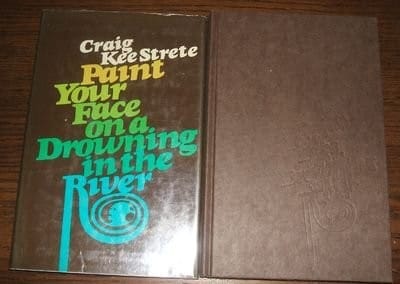 Craig
Kee Strete
Paint
Your
Face
on a
Drowning
in the
River